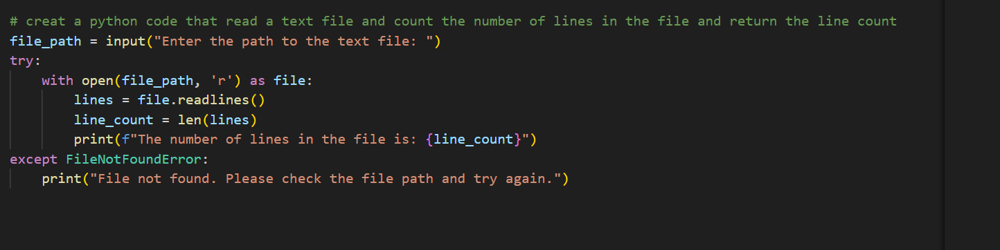 # creat a python code that read a text file and count the number of lines in the file and return the line count
file_path = input("Enter the path to the text file: ")
try:
    with open(file_path, 'r') as file:
        lines = file.readlines()
        line_count = len(lines)
        print(f"The number of lines in the file is: {line_count}")
except FileNotFoundError:
    print("File not found. Please check the file path and try again.")